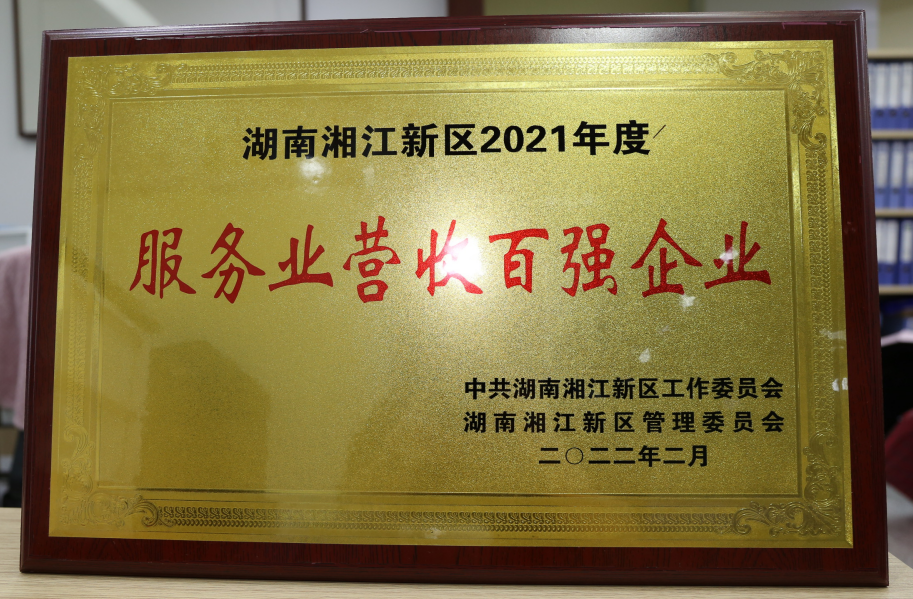 湖南湘江新区2021年度
服务业营收百强企业
中共湖南湘江新区工作委员会
湖南湘江新区管理委员会
二〇二二年二月